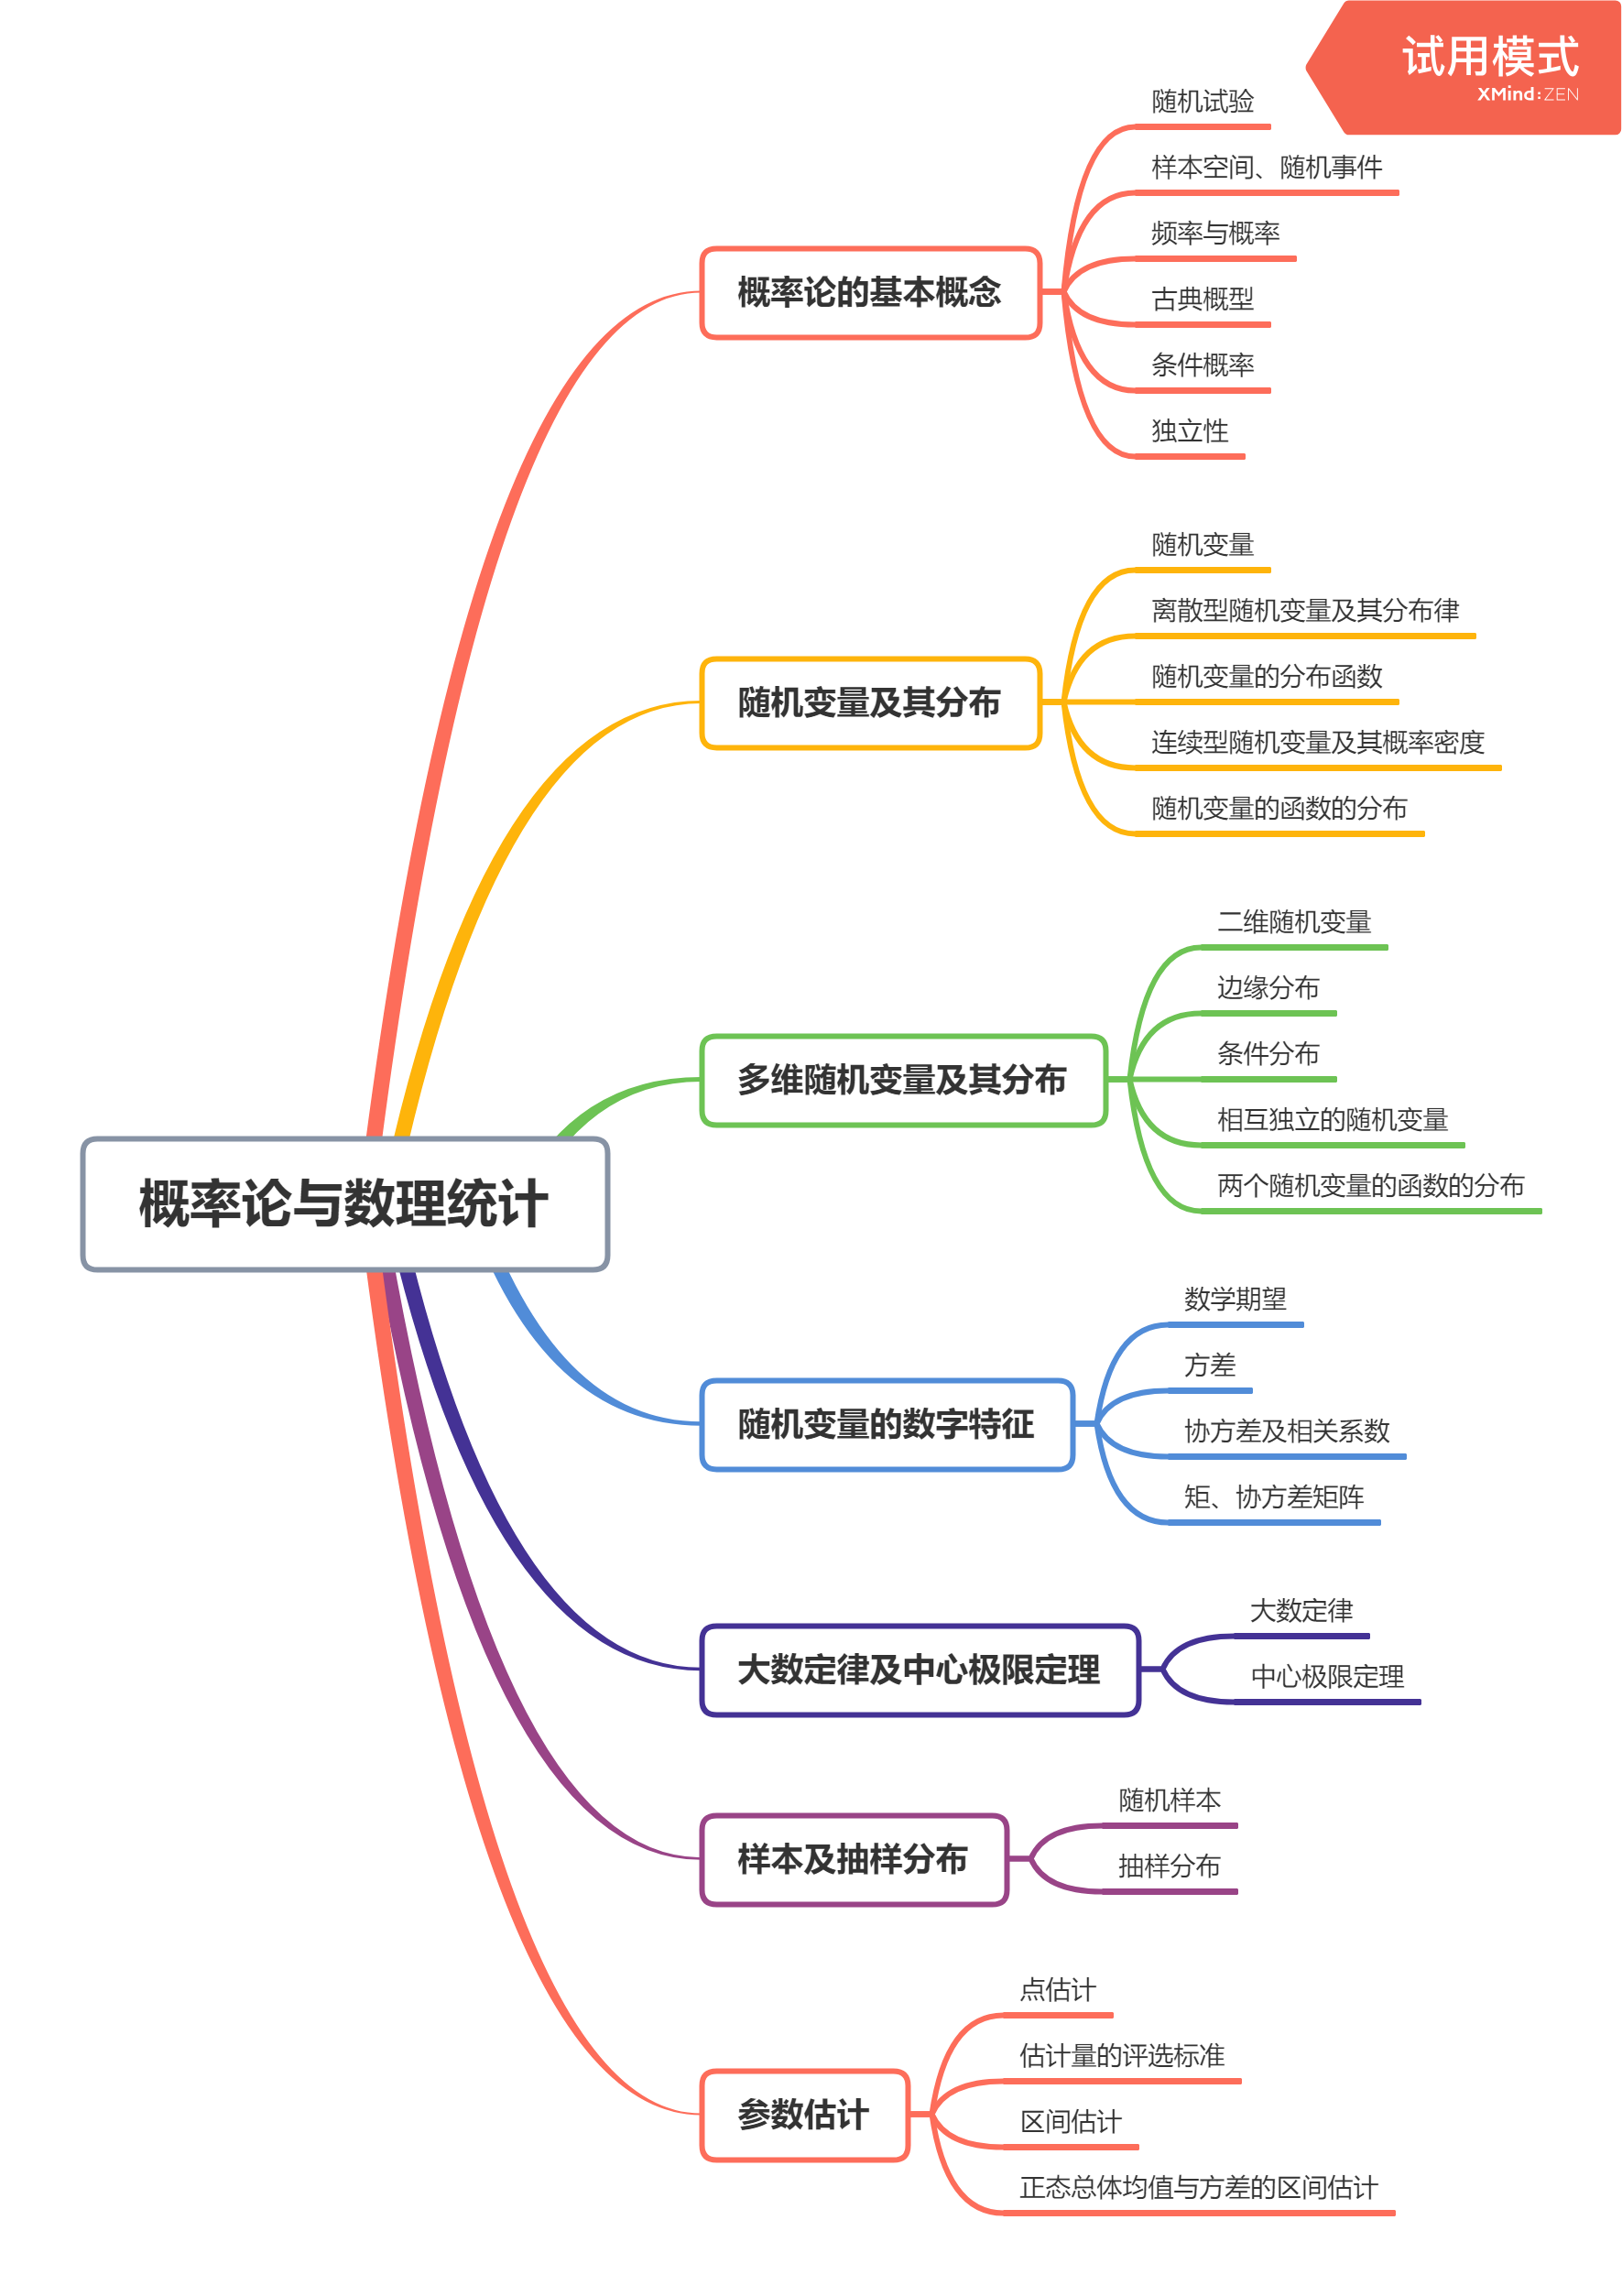 试用模式
XMind:ZEN
概率论与数理统计
概率论的基本概念
随机试验
样本空间、随机事件
频率与概率
古典概型
条件概率
独立性
随机变量及其分布
随机变量
离散型随机变量及其分布律
随机变量的分布函数
连续型随机变量及其概率密度
随机变量的函数的分布
多维随机变量及其分布
二维随机变量
边缘分布
条件分布
相互独立的随机变量
两个随机变量的函数的分布
随机变量的数字特征
数学期望
方差
协方差及相关系数
矩、协方差矩阵
大数定律及中心极限定理
大数定律
中心极限定理
样本及抽样分布
随机样本
抽样分布
参数估计
点估计
估计量的评选标准
区间估计
正态总体均值与方差的区间估计